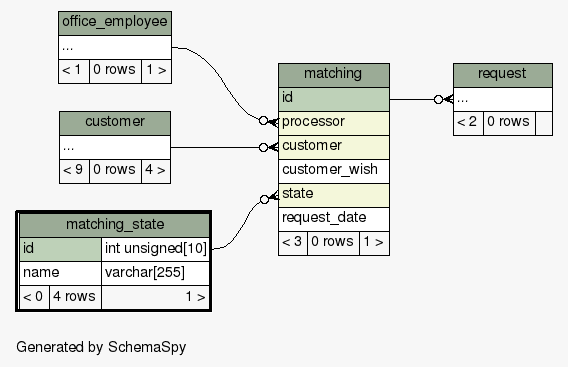 office_employee
...
< 1 0 rows 1 >
customer
...
< 9 0 rows 4 >
matching_state
id int unsigned[10]
name varchar[255]
< 0 4 rows 1 >
matching
id
processor
customer
customer_wish
state
request_date
< 3 0 rows 1 >
request
...
< 2 0 rows
Generated by SchemaSpy